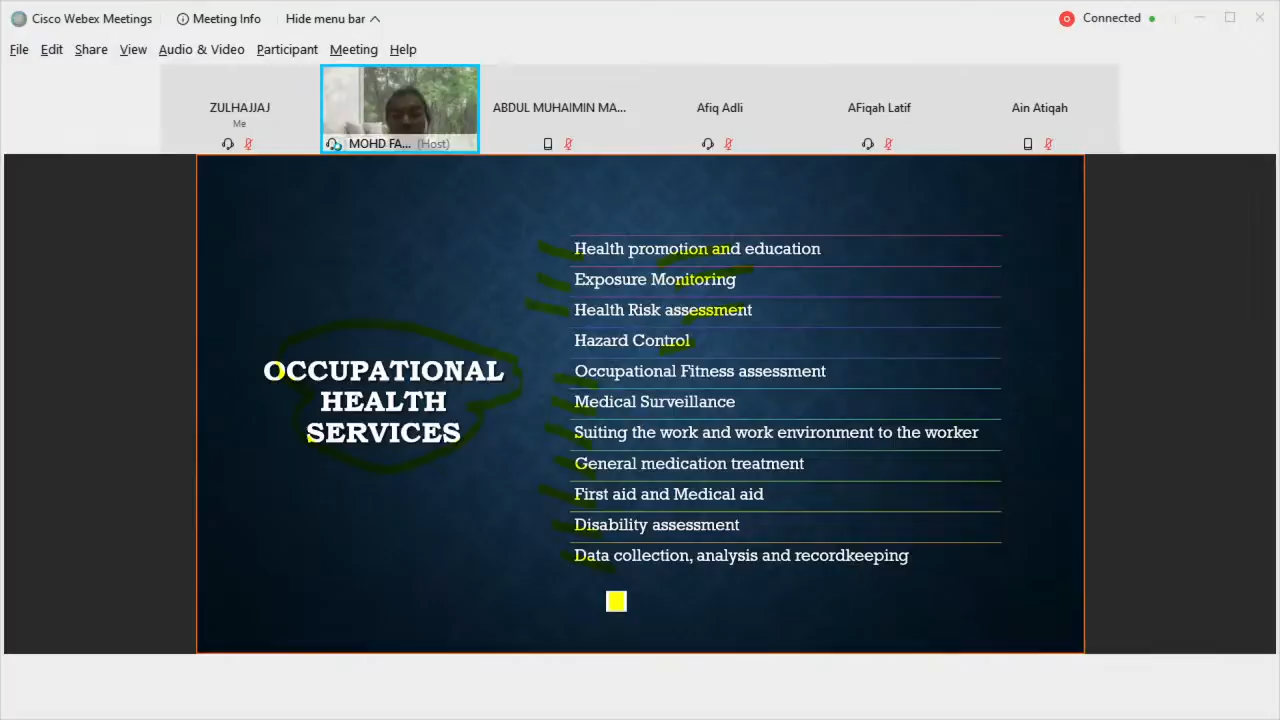 Cisco Webex Meetings
Meeting Info
Hide menu bar
Connected
File Edit Share View Audio & Video Participant Meeting Help
ZULHAJJAJ
Me
MOHD FA... (Host)
ABDUL MUHAIMIN MA...
Afiq Adli
AFiqah Latif
Ain Atiqah
OCCUPATIONAL
HEALTH
SERVICES
Health promotion and education
Exposure Monitoring
Health Risk assessment
Hazard Control
Occupational Fitness assessment
Medical Surveillance
Suiting the work and work environment to the worker
General medication treatment
First aid and Medical aid
Disability assessment
Data collection, analysis and recordkeeping